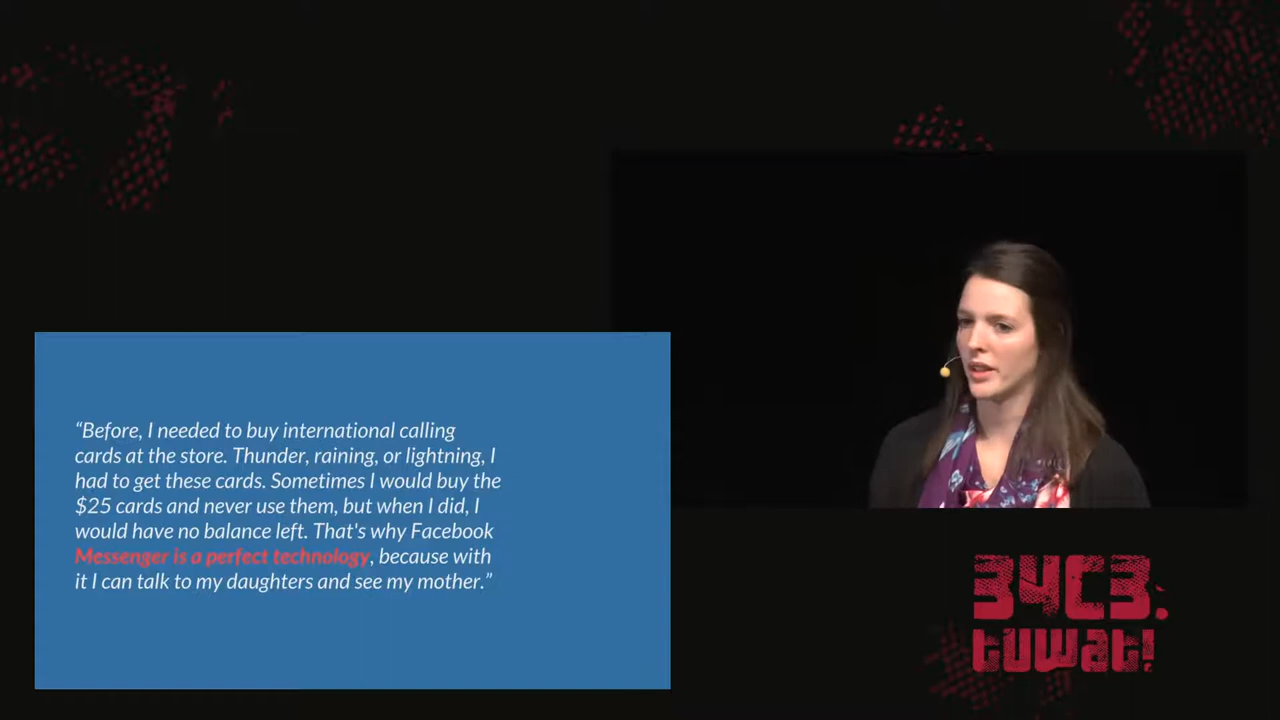 “Before, I needed to buy international calling
cards at the store. Thunder, raining, or lightning, I
had to get these cards. Sometimes I would buy the
$25 cards and never use them, but when I did, I
would have no balance left. That's why Facebook
Messenger is a perfect technology, because with
it I can talk to my daughters and see my mother.”
34C3.
tuwat!